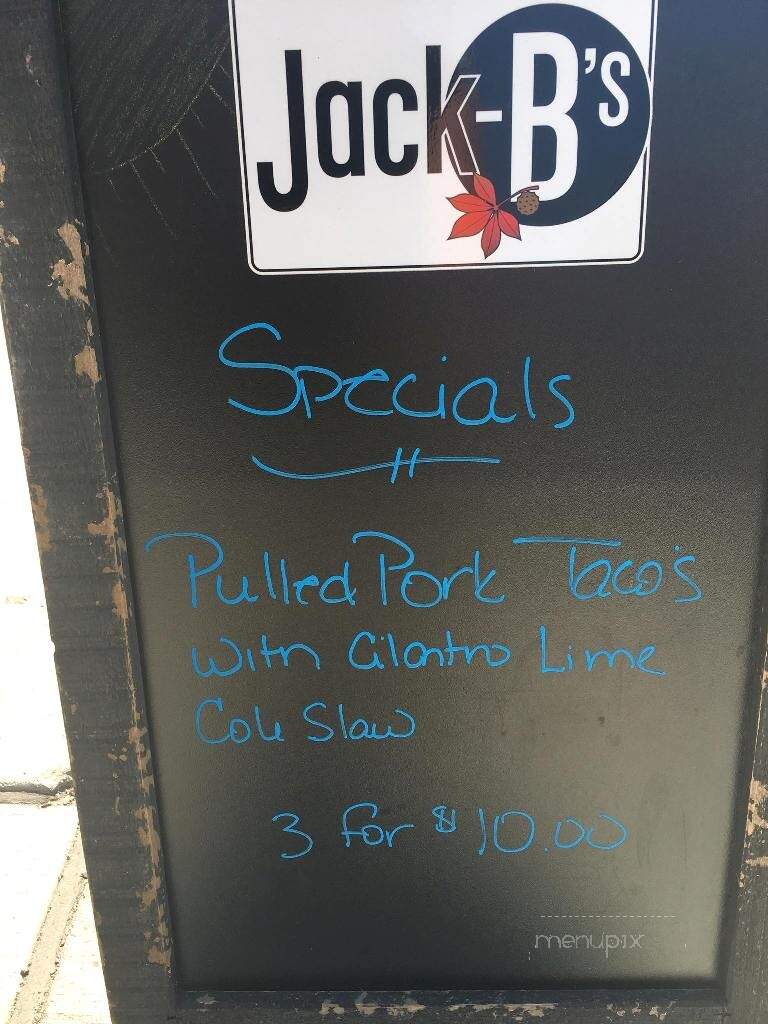 Jack-B's
Specials
Pulled Pork Taco's
with Cilantro Lime
Cole Slaw
3 for $10.00
menupix